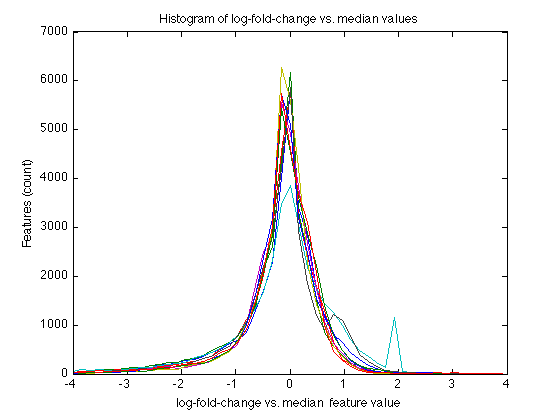 Histogram of log-fold-change vs. median values
7000
6000
5000
4000
3000
2000
1000
0
Features (count)
-4 -3 -2 -1 0 1 2 3 4
log-fold-change vs. median feature value